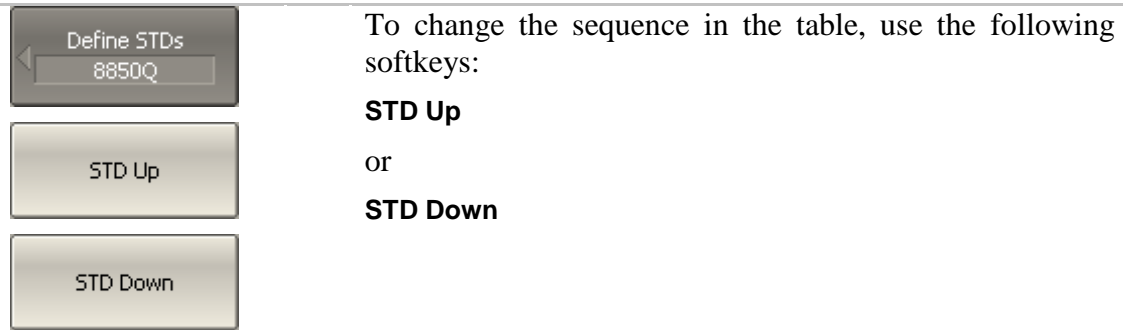 Define STDs
8850Q
STD Up
STD Down
To change the sequence in the table, use the following
softkeys:
STD Up
or
STD Down